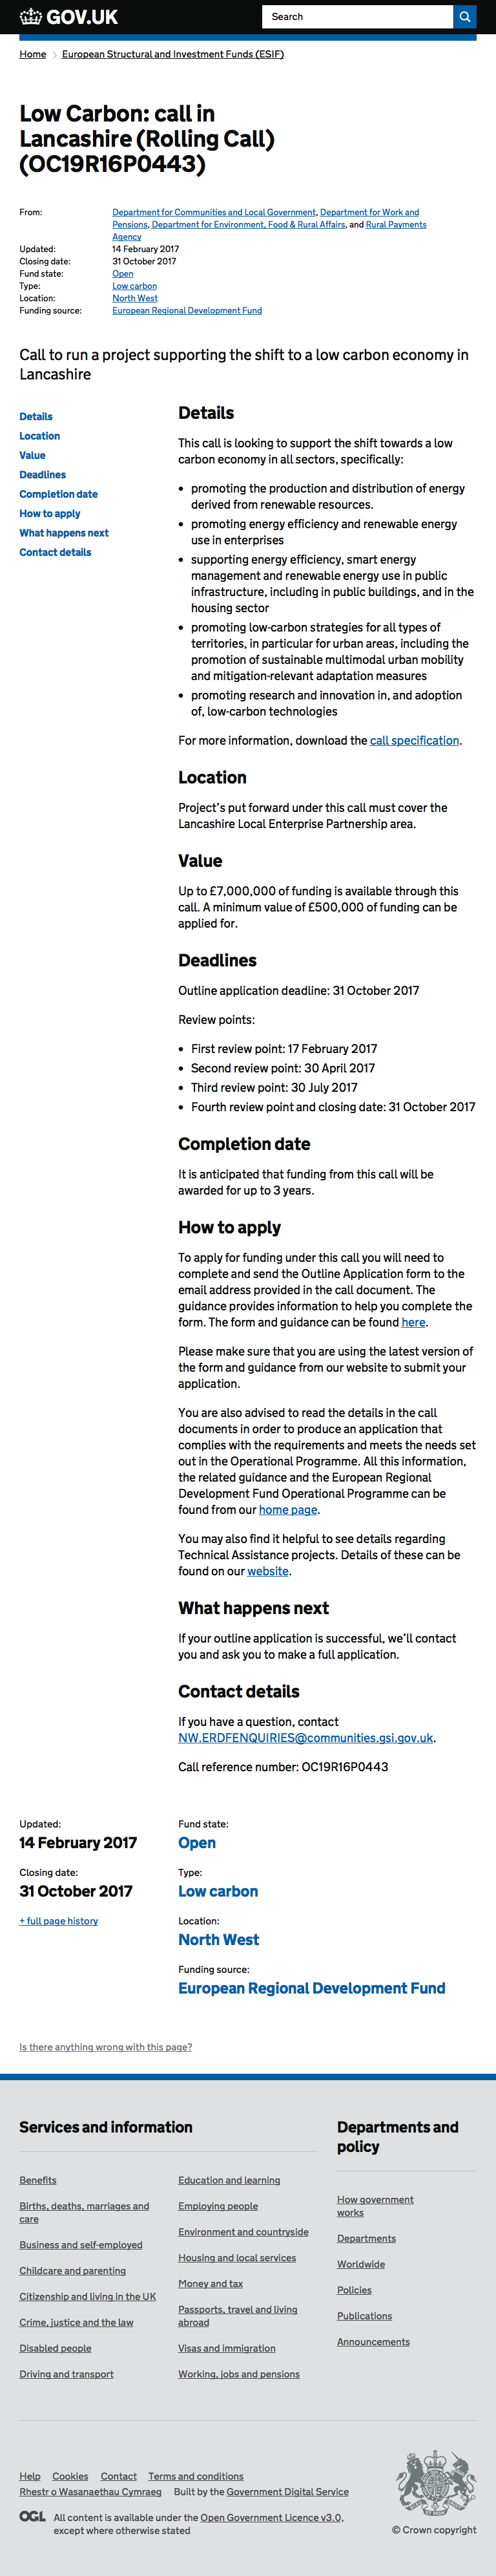 GOV.UK
Search
Home > European Structural and Investment Funds (ESIF)
Low Carbon: call in
Lancashire (Rolling Call)
(OC19R16P0443)
From: Department for Communities and Local Government, Department for Work and
Pensions, Department for Environment, Food & Rural Affairs, and Rural Payments
Agency
Updated: 14 February 2017
Closing date: 31 October 2017
Fund state: Open
Type: Low carbon
Location: North West
Funding source: European Regional Development Fund
Call to run a project supporting the shift to a low carbon economy in
Lancashire
Details
Location
Value
Deadlines
Completion date
How to apply
What happens next
Contact details
Details
This call is looking to support the shift towards a low
carbon economy in all sectors, specifically:
• promoting the production and distribution of energy
derived from renewable resources.
• promoting energy efficiency and renewable energy
use in enterprises
• supporting energy efficiency, smart energy
management and renewable energy use in public
infrastructure, including in public buildings, and in the
housing sector
• promoting low-carbon strategies for all types of
territories, in particular for urban areas, including the
promotion of sustainable multimodal urban mobility
and mitigation-relevant adaptation measures
• promoting research and innovation in, and adoption
of, low-carbon technologies
For more information, download the call specification.
Location
Project's put forward under this call must cover the
Lancashire Local Enterprise Partnership area.
Value
Up to £7,000,000 of funding is available through this
call. A minimum value of £500,000 of funding can be
applied for.
Deadlines
Outline application deadline: 31 October 2017
Review points:
• First review point: 17 February 2017
• Second review point: 30 April 2017
• Third review point: 30 July 2017
• Fourth review point and closing date: 31 October 2017
Completion date
It is anticipated that funding from this call will be
awarded for up to 3 years.
How to apply
To apply for funding under this call you will need to
complete and send the Outline Application form to the
email address provided in the call document. The
guidance provides information to help you complete the
form. The form and guidance can be found here.
Please make sure that you are using the latest version of
the form and guidance from our website to submit your
application.
You are also advised to read the details in the call
documents in order to produce an application that
complies with the requirements and meets the needs set
out in the Operational Programme. All this information,
the related guidance and the European Regional
Development Fund Operational Programme can be
found from our home page.
You may also find it helpful to see details regarding
Technical Assistance projects. Details of these can be
found on our website.
What happens next
If your outline application is successful, we'll contact
you and ask you to make a full application.
Contact details
If you have a question, contact
NW.ERDFENQUIRIES@communities.gsi.gov.uk.
Call reference number: OC19R16P0443
Updated:
14 February 2017
Closing date:
31 October 2017
+ full page history
Fund state:
Open
Type:
Low carbon
Location:
North West
Funding source:
European Regional Development Fund
Is there anything wrong with this page?
Services and information
Benefits
Births, deaths, marriages and
care
Business and self-employed
Childcare and parenting
Citizenship and living in the UK
Crime, justice and the law
Disabled people
Driving and transport
Education and learning
Employing people
Environment and countryside
Housing and local services
Money and tax
Passports, travel and living
abroad
Visas and immigration
Working, jobs and pensions
Departments and
policy
How government
works
Departments
Worldwide
Policies
Publications
Announcements
Help Cookies Contact Terms and conditions
Rhestr o Wasanaethau Cymraeg Built by the Government Digital Service
OGL All content is available under the Open Government Licence v3.0,
except where otherwise stated
© Crown copyright